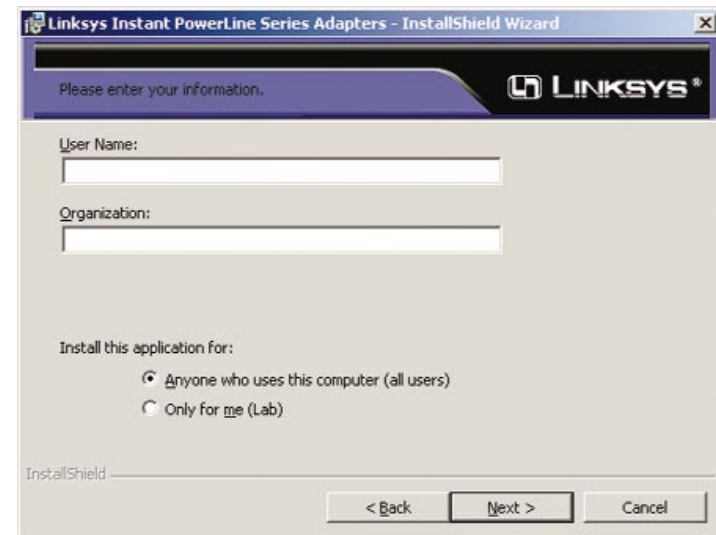 Linksys Instant PowerLine Series Adapters - InstallShield Wizard
Please enter your information.
LINKSYS®
User Name:
Organization:
Install this application for:
Anyone who uses this computer (all users)
Only for me (Lab)
InstallShield
< Back
Next >
Cancel